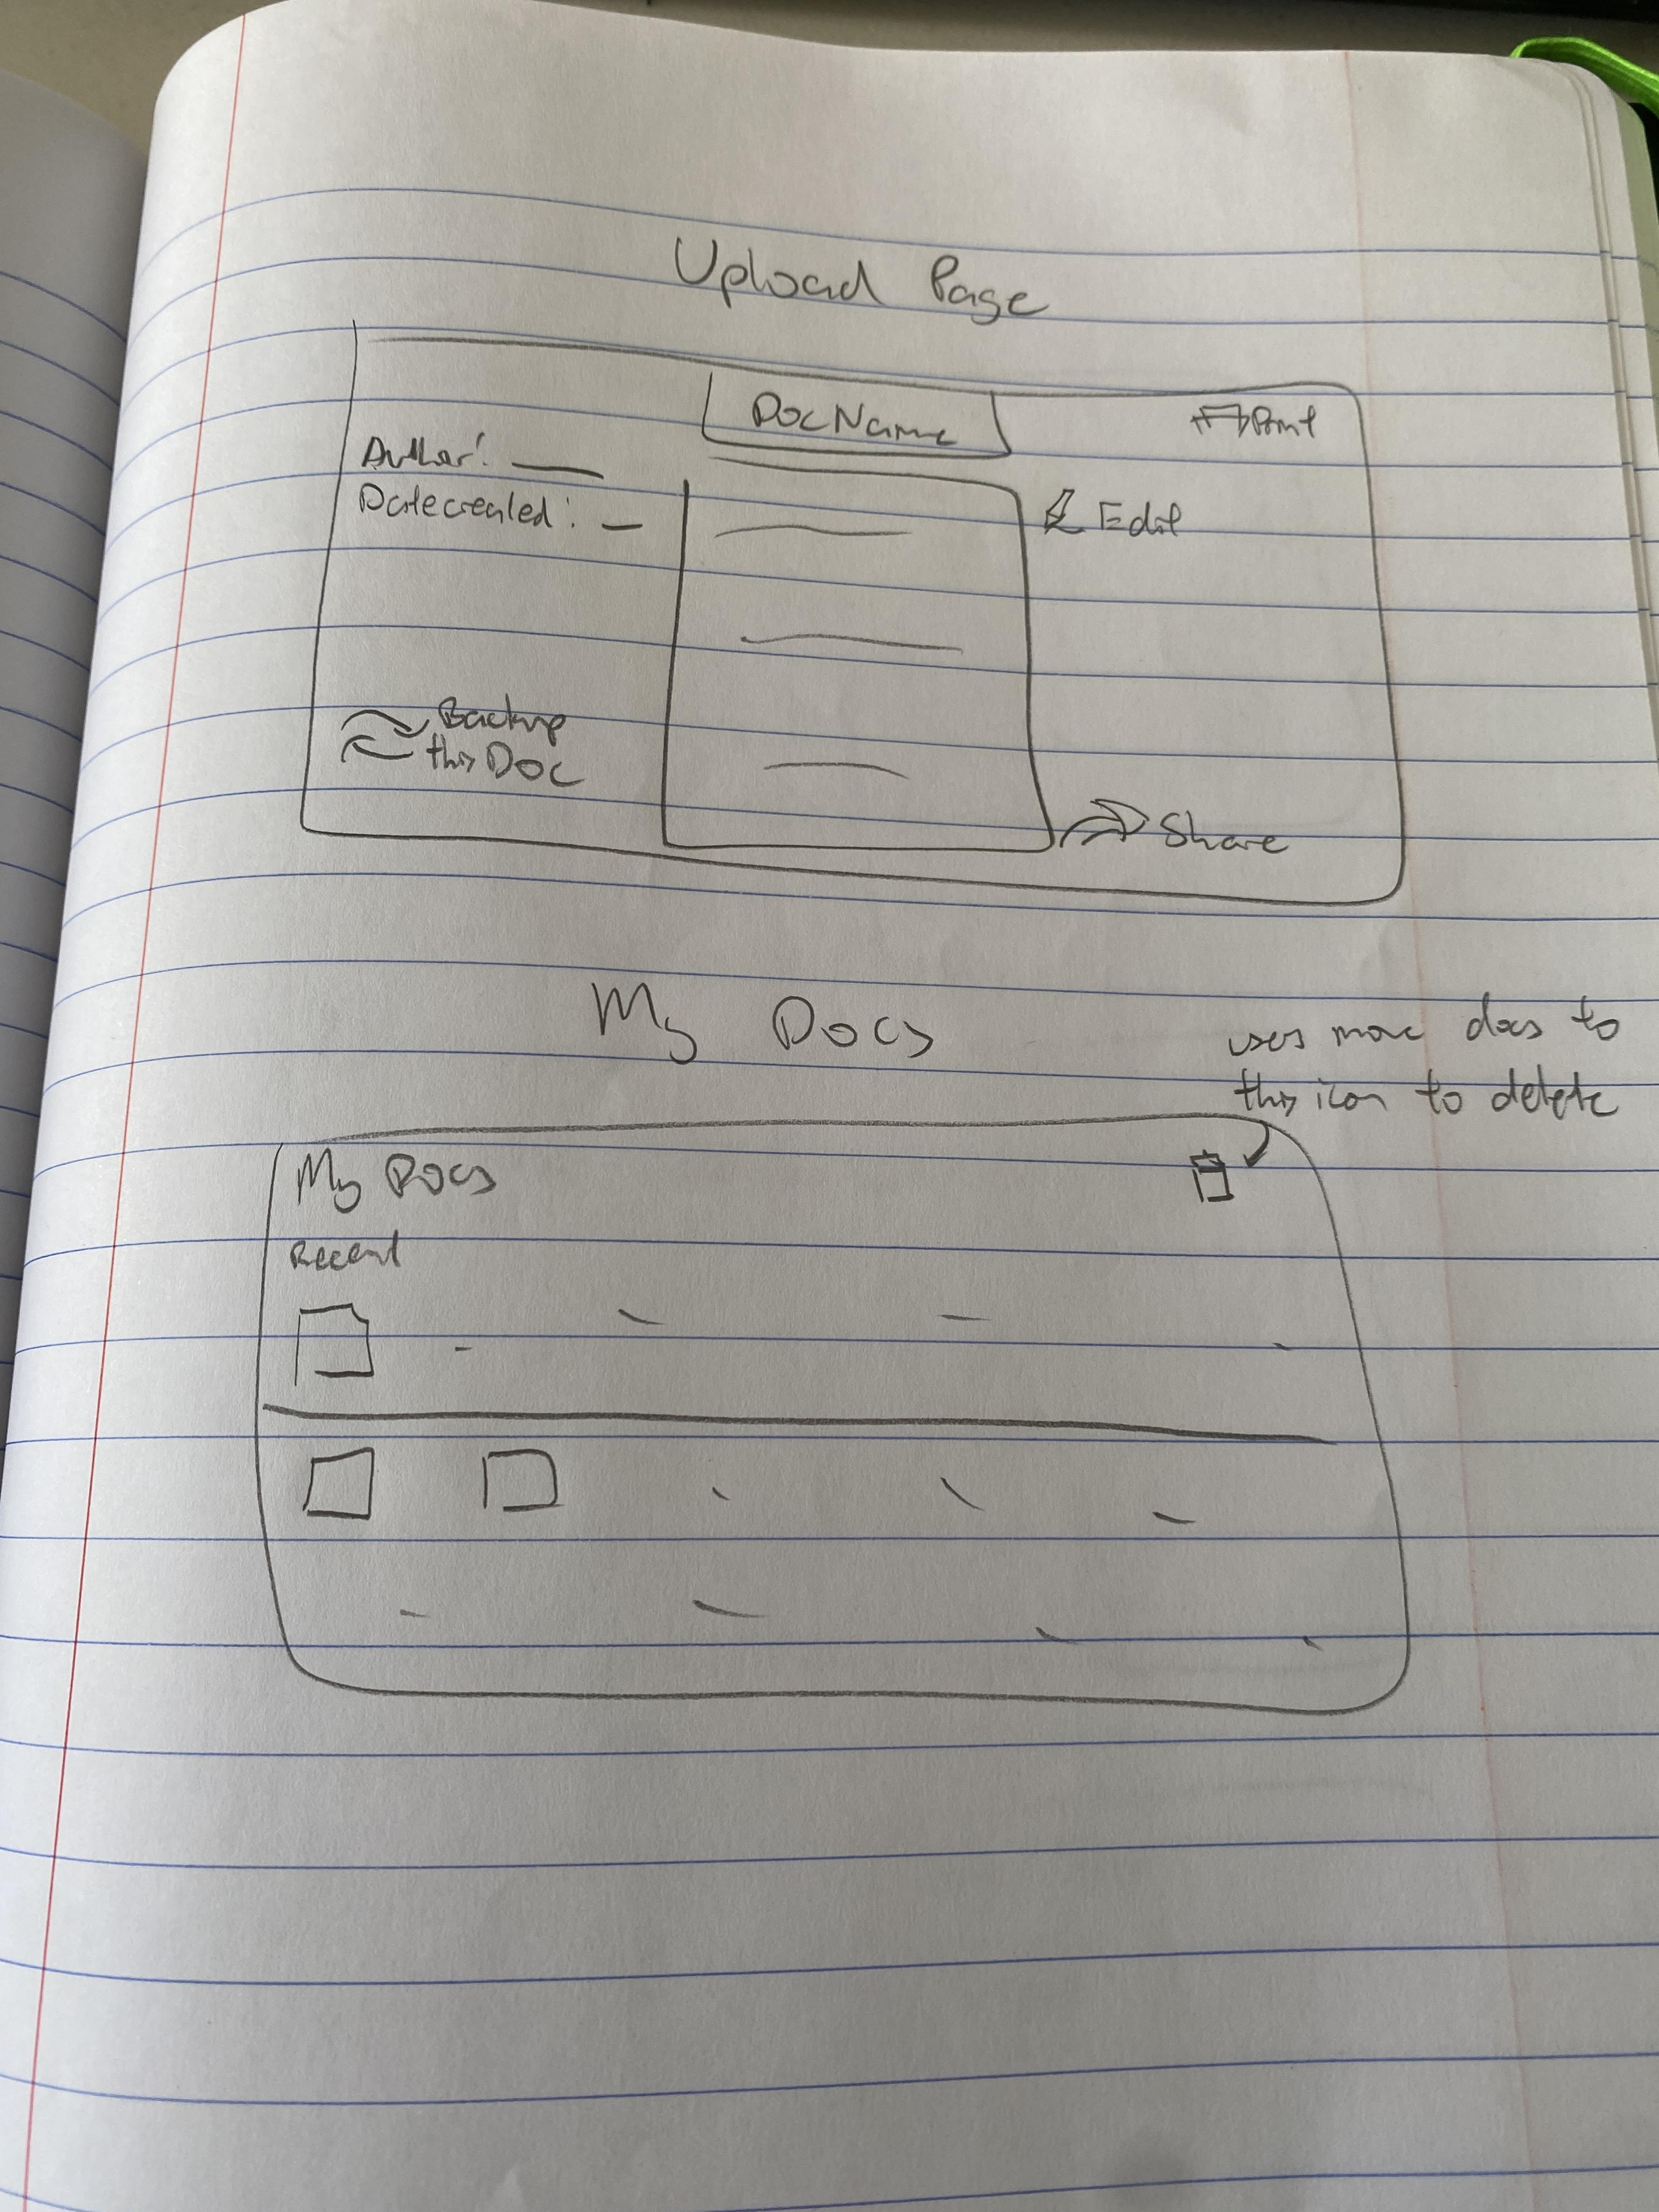 Upload Page
DocName
Print
Author:
Datecreated:
Edit
Backup
this Doc
Share
My Docs
users move docs to
this icon to delete
My Docs
Recent